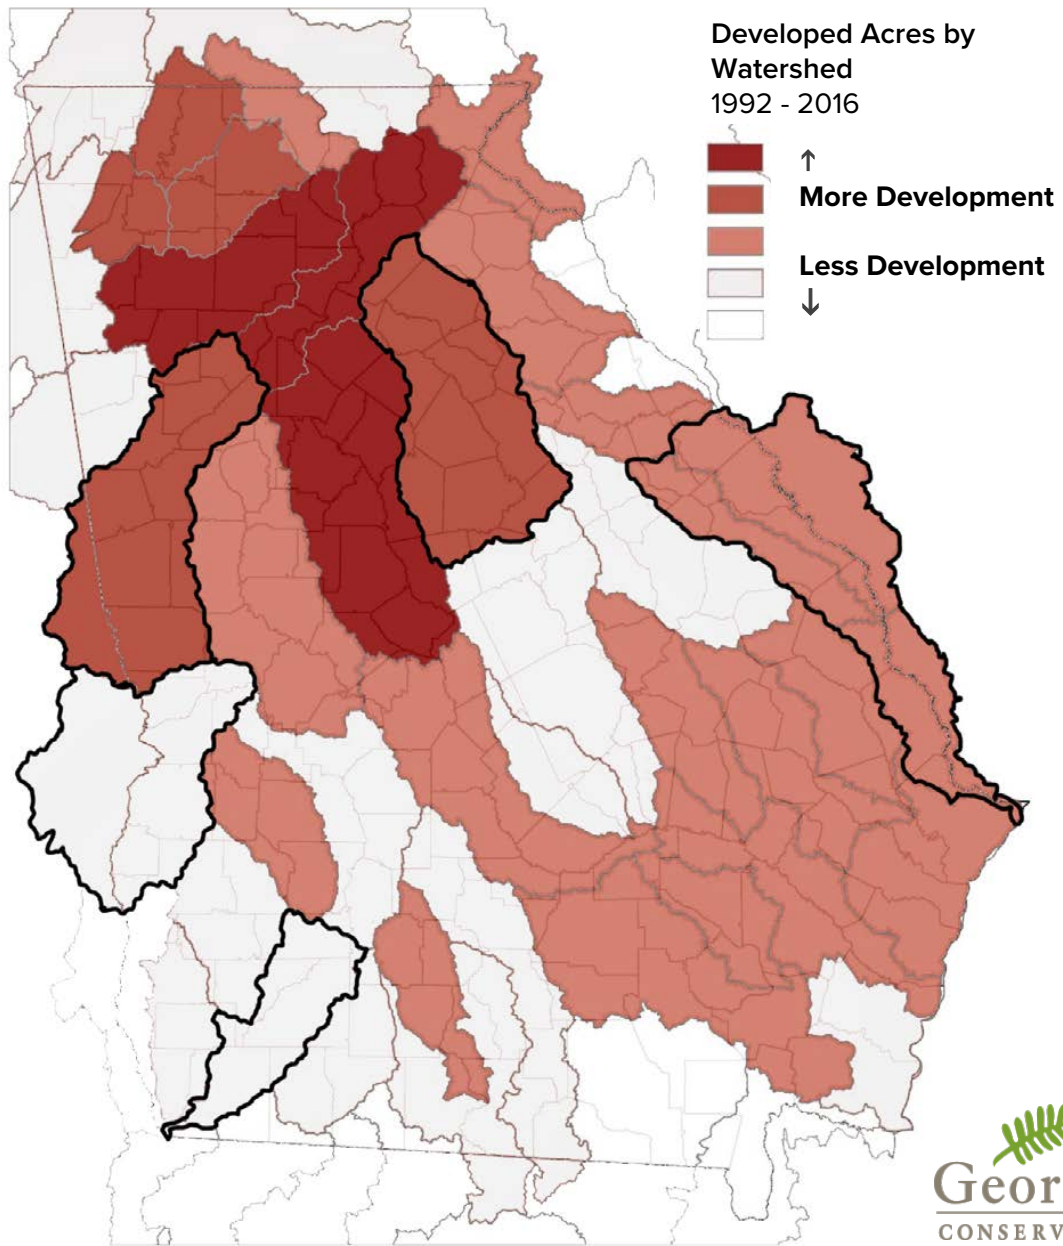 Developed Acres by
Watershed
1992 - 2016
↑
More Development
Less Development
↓
Geor
CONSERV